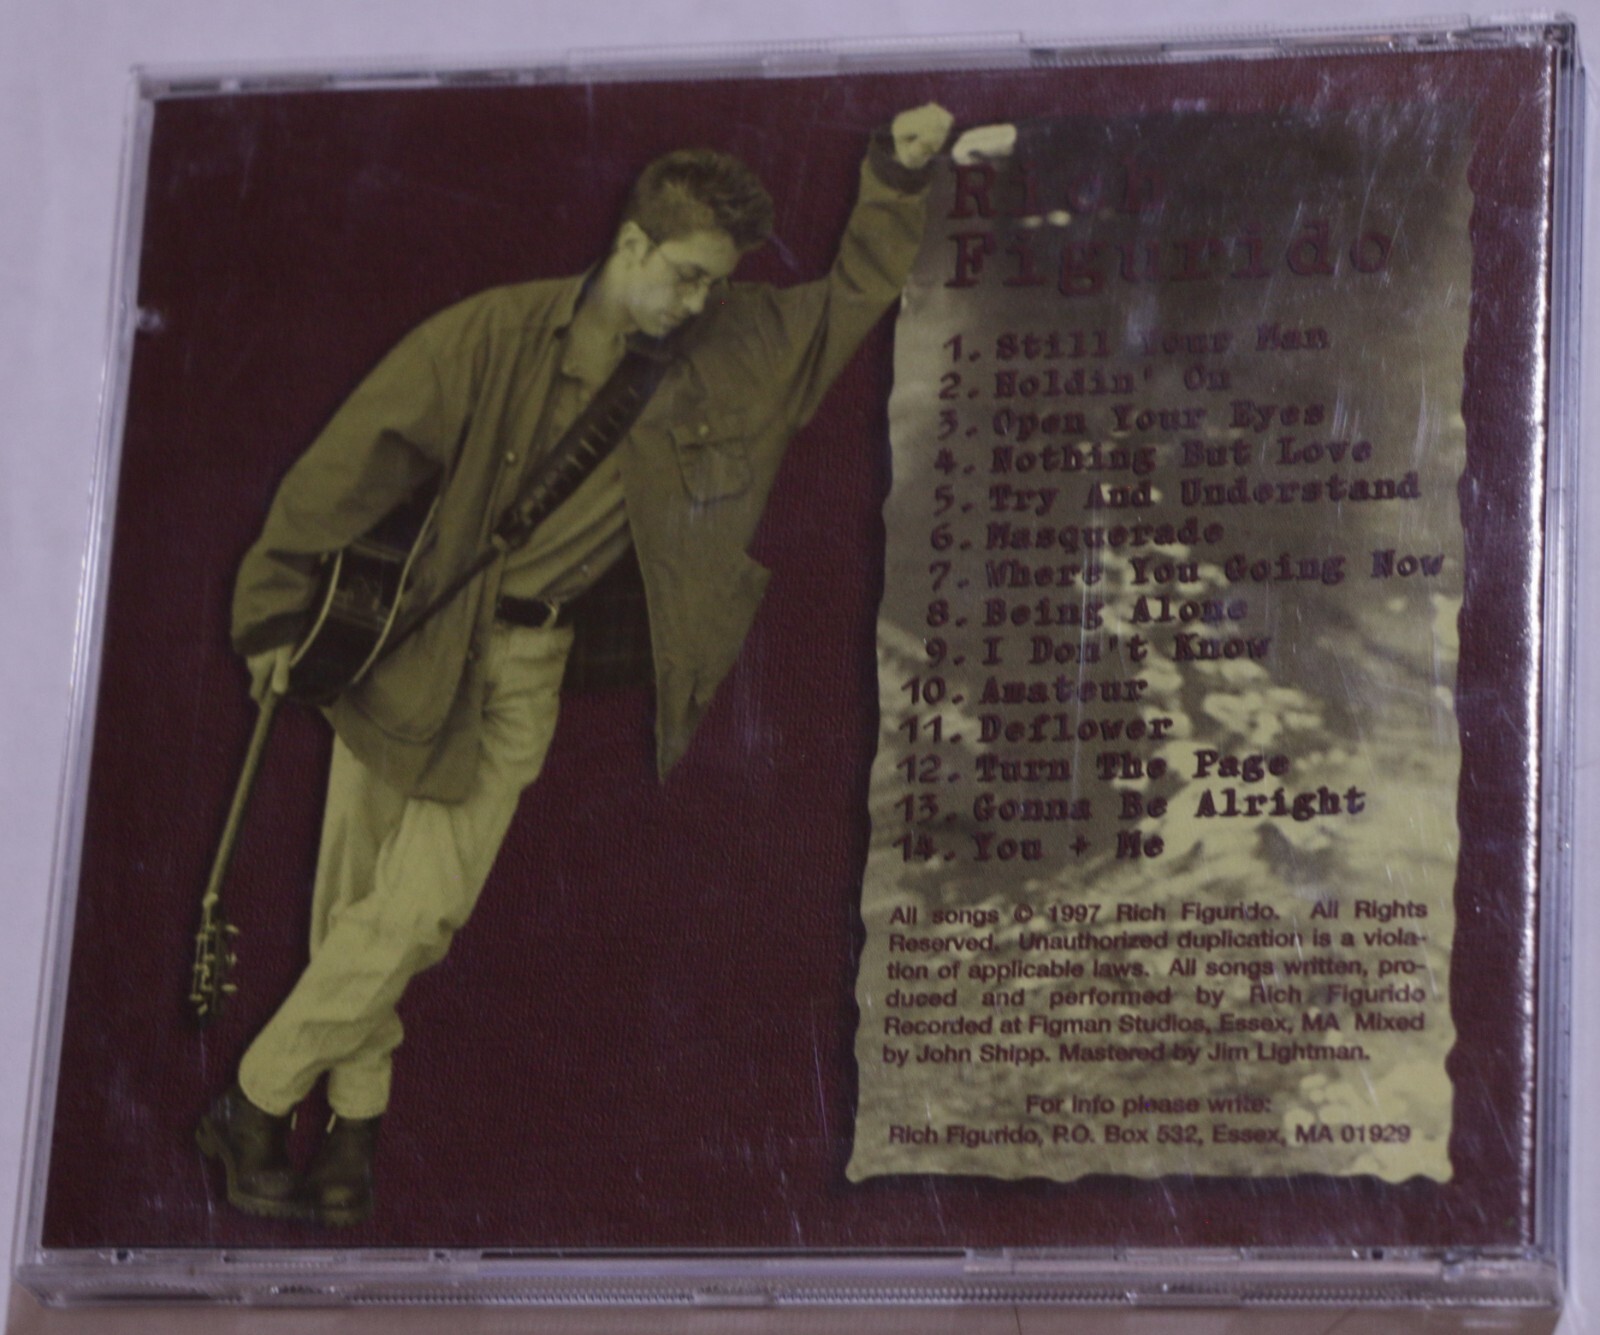 Rich
Figurido
1. Still Your Man
2. Holdin' On
3. Open Your Eyes
4. Nothing But Love
5. Try And Understand
6. Masquerade
7. Where You Going Now
8. Being Alone
9. I Don't Know
10. Amateur
11. Deflower
12. Turn The Page
13. Gonna Be Alright
14. You + Me
All songs © 1997 Rich Figurido. All Rights
Reserved. Unauthorized duplication is a viola-
tion of applicable laws. All songs written, pro-
duced and performed by Rich Figurido
Recorded at Figman Studios, Essex, MA Mixed
by John Shipp. Mastered by Jim Lightman.
For info please write:
Rich Figurido, P.O. Box 532, Essex, MA 01929